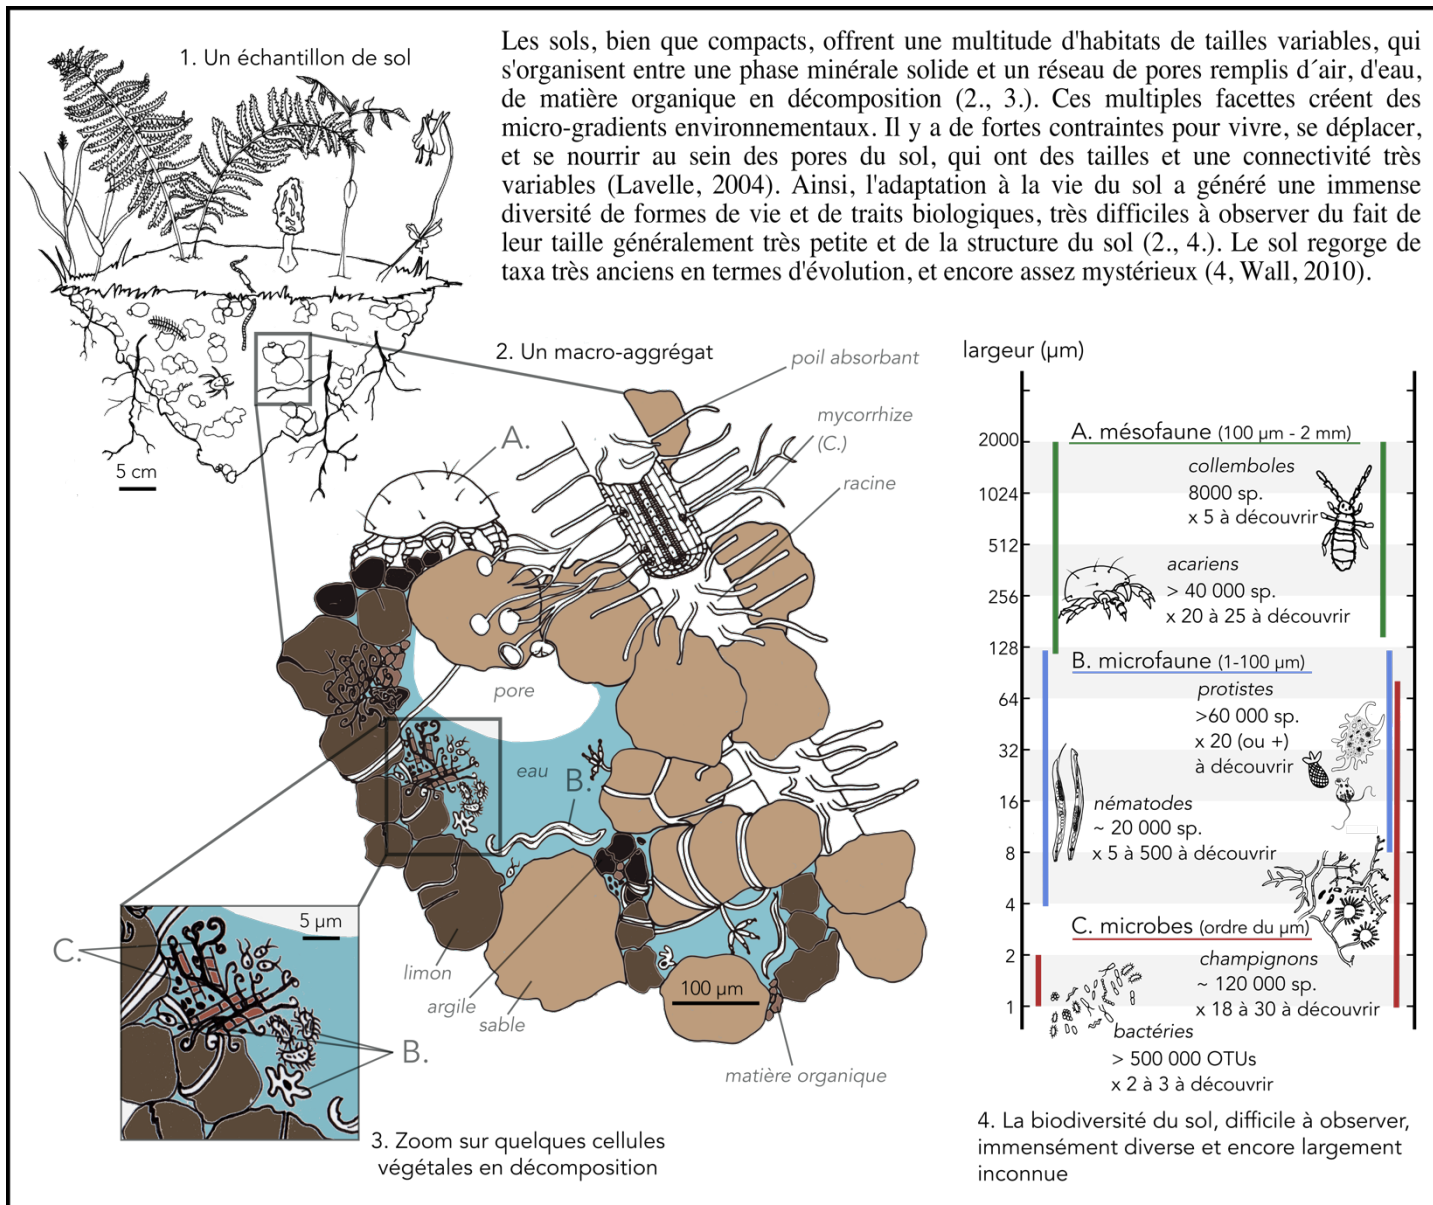 1. Un échantillon de sol
Les sols, bien que compacts, offrent une multitude d'habitats de tailles variables, qui
s'organisent entre une phase minérale solide et un réseau de pores remplis d´air, d'eau,
de matière organique en décomposition (2., 3.). Ces multiples facettes créent des
micro-gradients environnementaux. Il y a de fortes contraintes pour vivre, se déplacer,
et se nourrir au sein des pores du sol, qui ont des tailles et une connectivité très
variables (Lavelle, 2004). Ainsi, l'adaptation à la vie du sol a généré une immense
diversité de formes de vie et de traits biologiques, très difficiles à observer du fait de
leur taille généralement très petite et de la structure du sol (2., 4.). Le sol regorge de
taxa très anciens en termes d'évolution, et encore assez mystérieux (4, Wall, 2010).
5 cm
2. Un macro-aggrégat
poil absorbant
mycorrhize
(C.)
racine
A.
pore
eau
B.
limon
argile
sable
100 µm
matière organique
5 µm
C.
B.
3. Zoom sur quelques cellules
végétales en décomposition
largeur (µm)
2000
1024
512
256
128
64
32
16
8
4
2
1
A. mésofaune (100 µm - 2 mm)
collemboles
8000 sp.
x 5 à découvrir
acariens
> 40 000 sp.
x 20 à 25 à découvrir
B. microfaune (1-100 µm)
protistes
>60 000 sp.
x 20 (ou +)
à découvrir
nématodes
~ 20 000 sp.
x 5 à 500 à découvrir
C. microbes (ordre du µm)
champignons
~ 120 000 sp.
x 18 à 30 à découvrir
bactéries
> 500 000 OTUs
x 2 à 3 à découvrir
4. La biodiversité du sol, difficile à observer,
immensément diverse et encore largement
inconnue